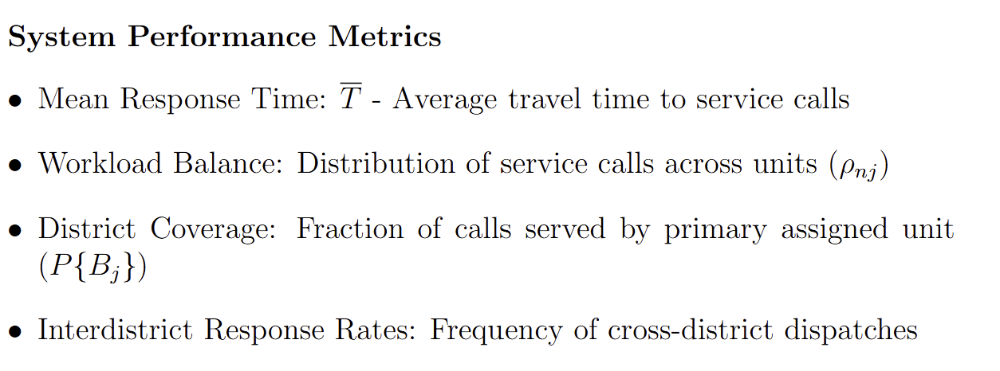 System Performance Metrics
• Mean Response Time: T̅ - Average travel time to service calls
• Workload Balance: Distribution of service calls across units (ρ_{nj})
• District Coverage: Fraction of calls served by primary assigned unit
(P{B_j})
• Interdistrict Response Rates: Frequency of cross-district dispatches